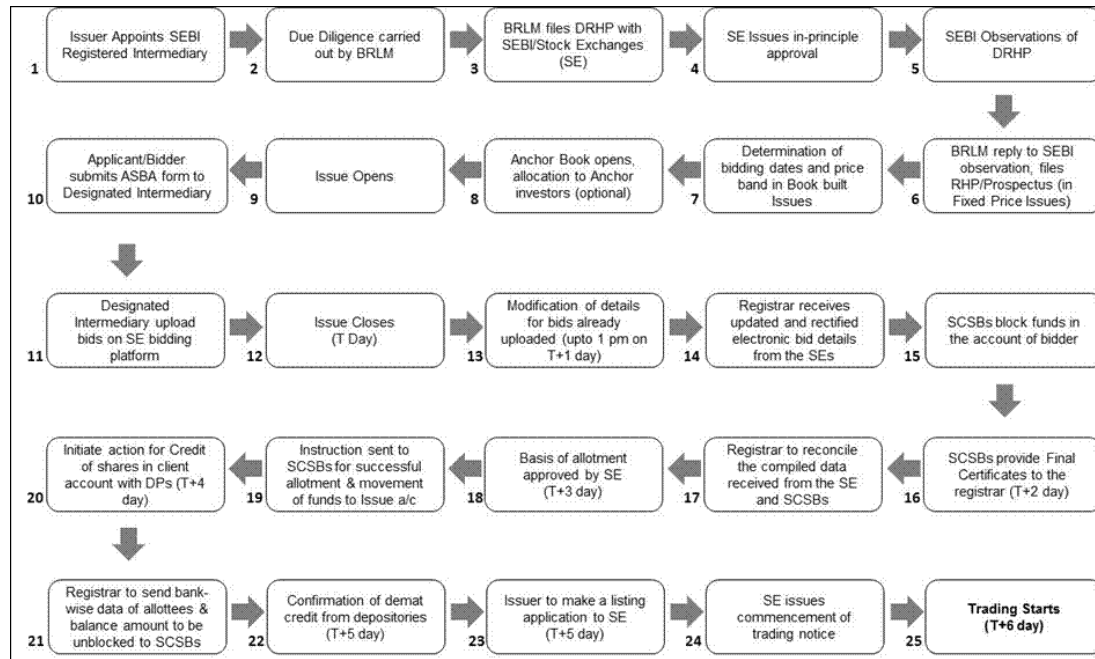 Issuer Appoints SEBI
Registered Intermediary
1
Due Diligence carried
out by BRLM
2
BRLM files DRHP with
SEBI/Stock Exchanges
(SE)
3
SE Issues in-principle
approval
4
SEBI Observations of
DRHP
5
BRLM reply to SEBI
observation, files
RHP/Prospectus (in
Fixed Price Issues)
6
Determination of
bidding dates and price
band in Book built
Issues
7
Anchor Book opens,
allocation to Anchor
investors (optional)
8
Issue Opens
9
Applicant/Bidder
submits ASBA form to
Designated Intermediary
10
Designated
Intermediary upload
bids on SE bidding
platform
11
Issue Closes
(T Day)
12
Modification of details
for bids already
uploaded (upto 1 pm on
T+1 day)
13
Registrar receives
updated and rectified
electronic bid details
from the SEs
14
SCSBs block funds in
the account of bidder
15
SCSBs provide Final
Certificates to the
registrar (T+2 day)
16
Registrar to reconcile
the compiled data
received from the SE
and SCSBs
17
Basis of allotment
approved by SE
(T+3 day)
18
Instruction sent to
SCSBs for successful
allotment & movement
of funds to Issue a/c
19
Initiate action for Credit
of shares in client
account with DPs (T+4
day)
20
Registrar to send bank-
wise data of allottees &
balance amount to be
unblocked to SCSBs
21
Confirmation of demat
credit from depositories
(T+5 day)
22
Issuer to make a listing
application to SE
(T+5 day)
23
SE issues
commencement of
trading notice
24
Trading Starts
(T+6 day)
25